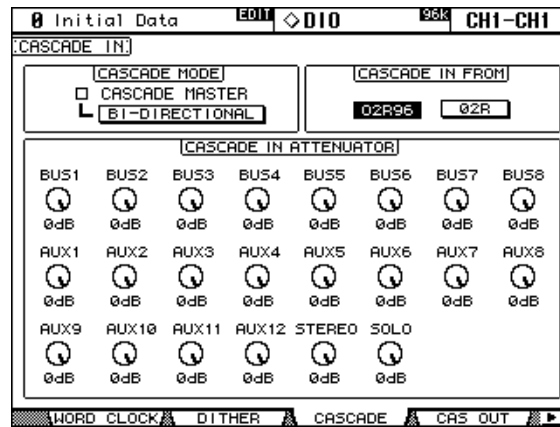 0 Initial Data EDIT ◇DIO 96k CH1-CH1
CASCADE IN
CASCADE MODE
CASCADE MASTER
BI-DIRECTIONAL
CASCADE IN FROM
02R96 02R
CASCADE IN ATTENUATOR
BUS1 BUS2 BUS3 BUS4 BUS5 BUS6 BUS7 BUS8
0dB 0dB 0dB 0dB 0dB 0dB 0dB 0dB
AUX1 AUX2 AUX3 AUX4 AUX5 AUX6 AUX7 AUX8
0dB 0dB 0dB 0dB 0dB 0dB 0dB 0dB
AUX9 AUX10 AUX11 AUX12 STEREO SOLO
0dB 0dB 0dB 0dB 0dB 0dB
WORD CLOCK DITHER CASCADE CAS OUT